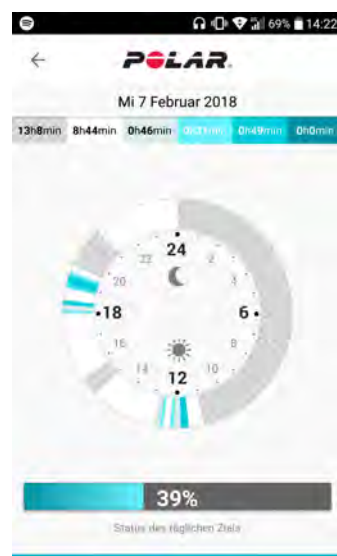 69% 14:22
POLAR
Mi 7 Februar 2018
13h8min 8h44min 0h46min 0h31min 0h49min 0h0min
24
22 2
20 4
18 6
16 8
14 10
12
39%
Status des täglichen Ziels